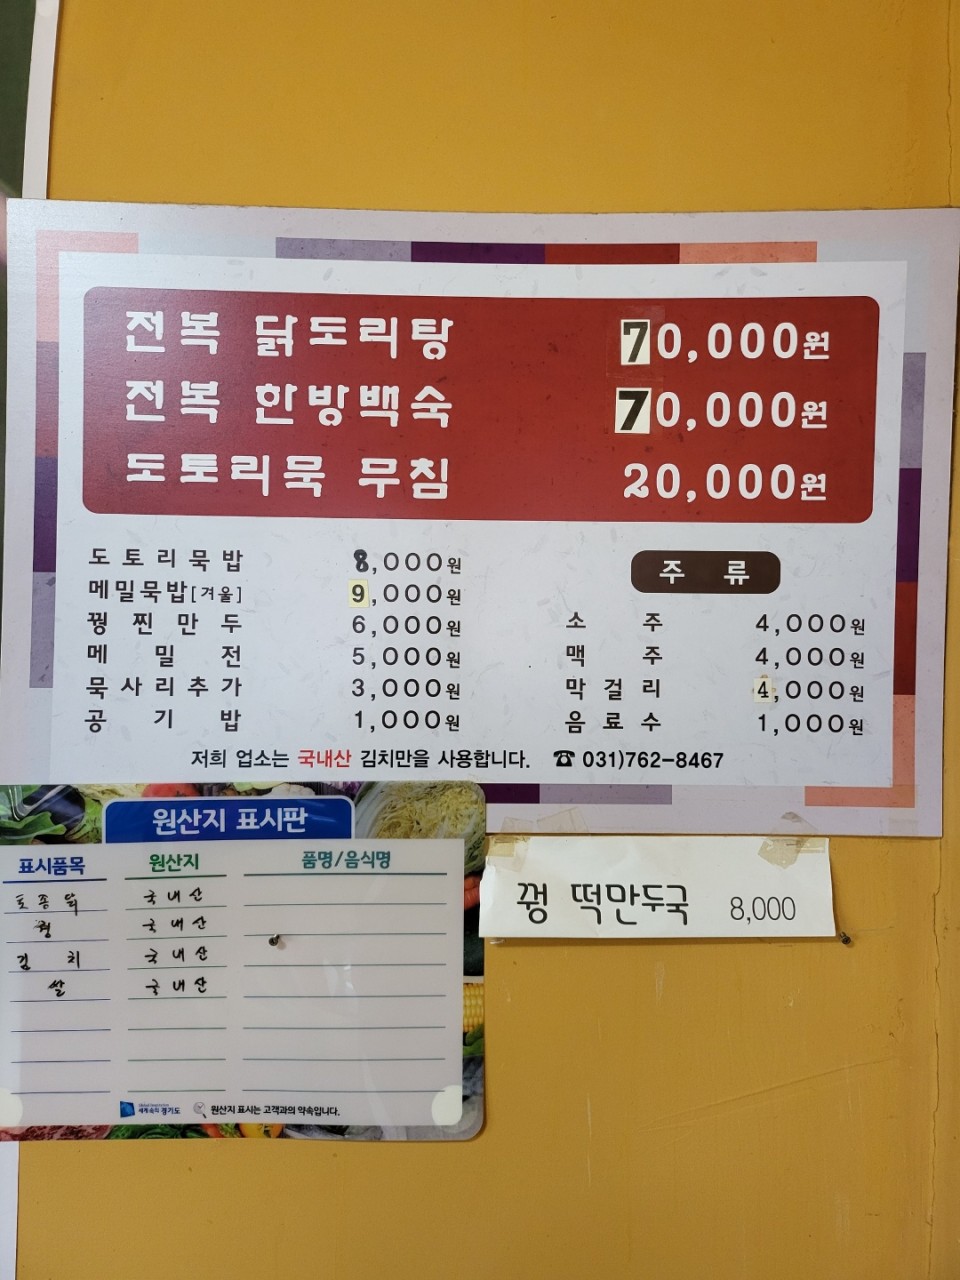 전복 닭도리탕 70,000원
전복 한방백숙 70,000원
도토리묵 무침 20,000원
도토리묵밥 8,000원
메밀묵밥[겨울] 9,000원
꿩찐만두 6,000원
메밀전 5,000원
묵사리추가 3,000원
공기밥 1,000원
주류
소주 4,000원
맥주 4,000원
막걸리 4,000원
음료수 1,000원
저희 업소는 국내산 김치만을 사용합니다. ☎ 031)762-8467
원산지 표시판
표시품목 원산지 품명/음식명
토종닭 국내산
꿩 국내산
김치 국내산
쌀 국내산
세계속의 경기도 원산지 표시는 고객과의 약속입니다.
꿩 떡만두국 8,000